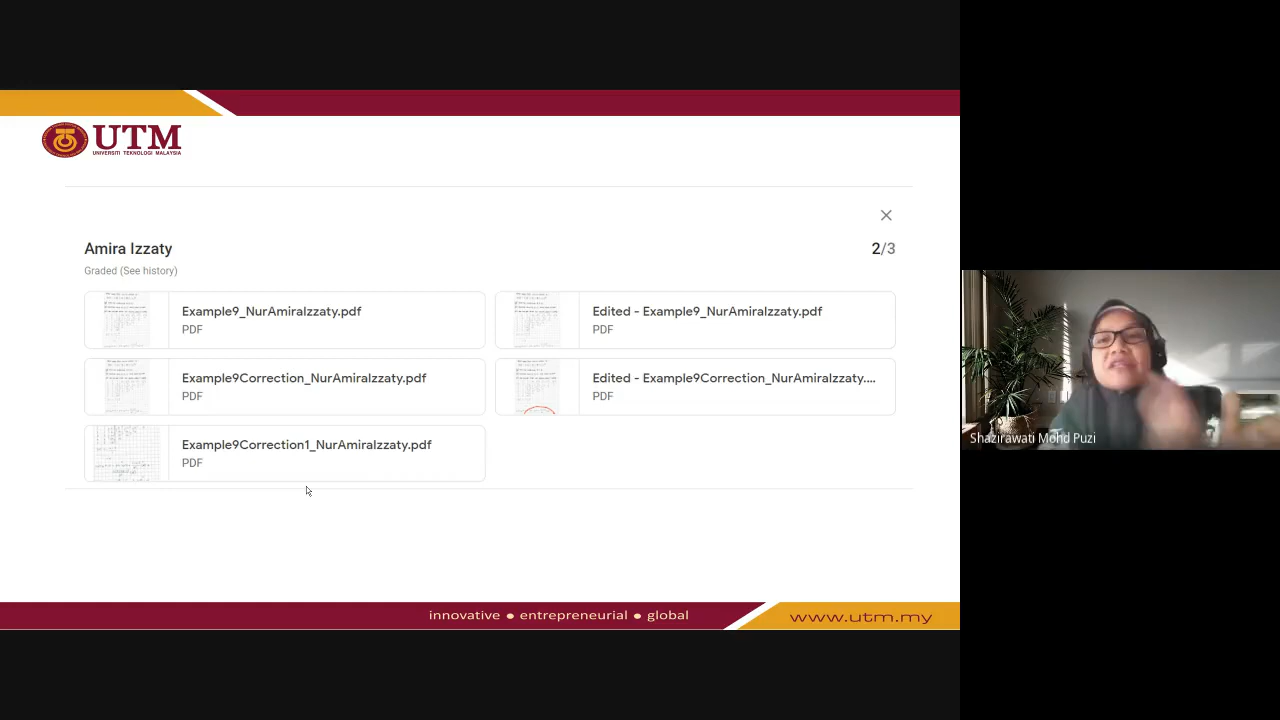 UTM
UNIVERSITI TEKNOLOGI MALAYSIA
Amira Izzaty
2/3
Graded (See history)
Example9_NurAmiraIzzaty.pdf
PDF
Edited - Example9_NurAmiraIzzaty.pdf
PDF
Example9Correction_NurAmiraIzzaty.pdf
PDF
Edited - Example9Correction_NurAmiraIzzaty....
PDF
Example9Correction1_NurAmiraIzzaty.pdf
PDF
Shazirawati Mohd Puzi
innovative ● entrepreneurial ● global
www.utm.my